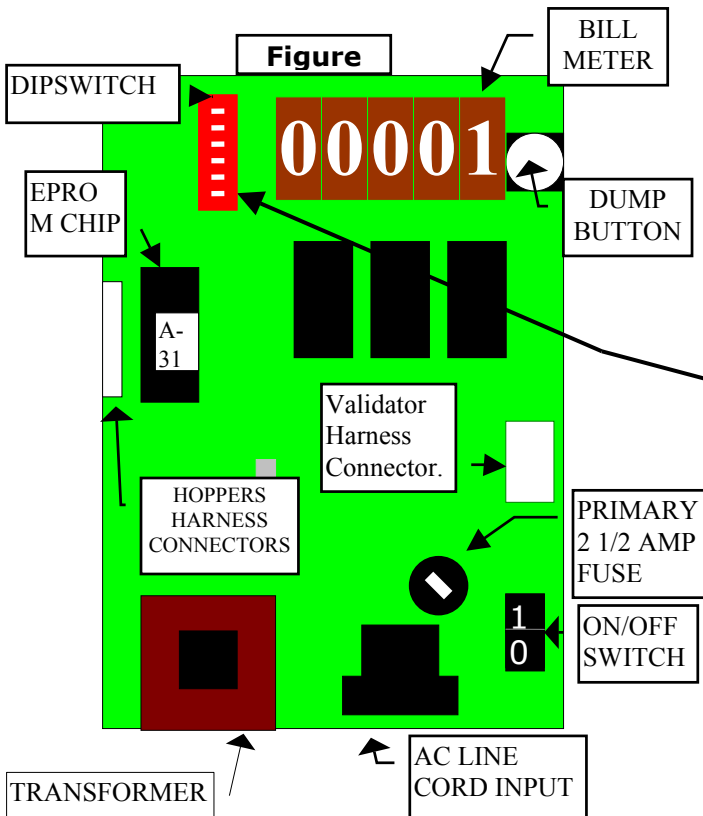 Figure
BILL
METER
DIPSWITCH
00001
EPRO
M CHIP
DUMP
BUTTON
A-
31
Validator
Harness
Connector.
HOPPERS
HARNESS
CONNECTORS
PRIMARY
2 1/2 AMP
FUSE
1
0
ON/OFF
SWITCH
AC LINE
CORD INPUT
TRANSFORMER